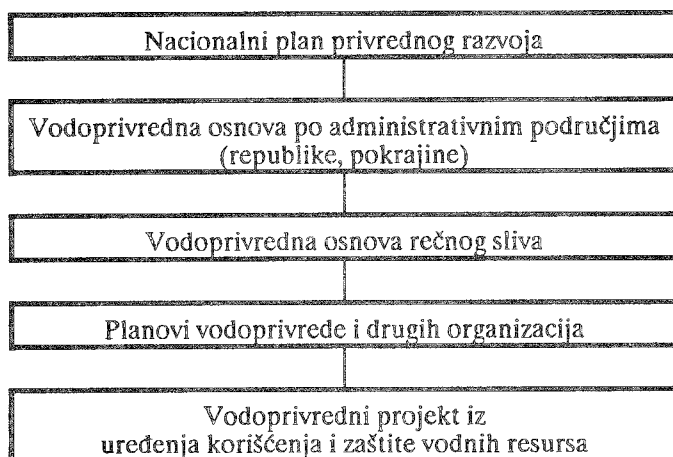 Nacionalni plan privrednog razvoja
Vodoprivredna osnova po administrativnim područjima
(republike, pokrajine)
Vodoprivredna osnova rečnog sliva
Planovi vodoprivrede i drugih organizacija
Vodoprivredni projekt iz
uređenja korišćenja i zaštite vodnih resursa